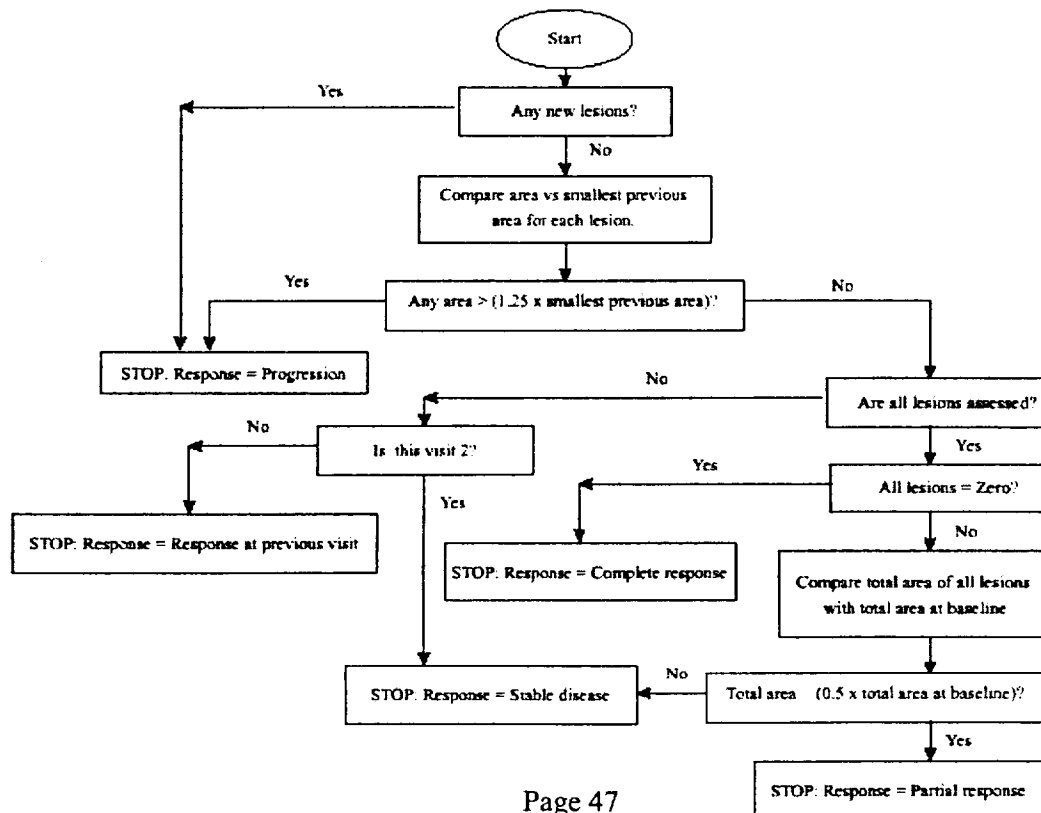 Start
Yes
Any new lesions?
No
Compare area vs smallest previous
area for each lesion.
Yes
Any area > (1.25 x smallest previous area)?
No
STOP. Response = Progression
No
Are all lesions assessed?
No
Is this visit 2?
Yes
Yes
All lesions = Zero?
Yes
No
STOP: Response = Response at previous visit
STOP: Response = Complete response
Compare total area of all lesions
with total area at baseline
No
STOP: Response = Stable disease
Total area (0.5 x total area at baseline)?
Yes
STOP: Response = Partial response
Page 47